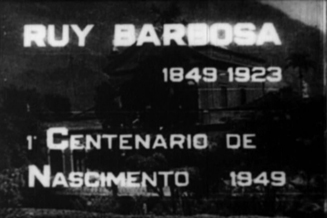 RUY BARBOSA
1849-1923
1º CENTENARIO DE
NASCIMENTO 1949